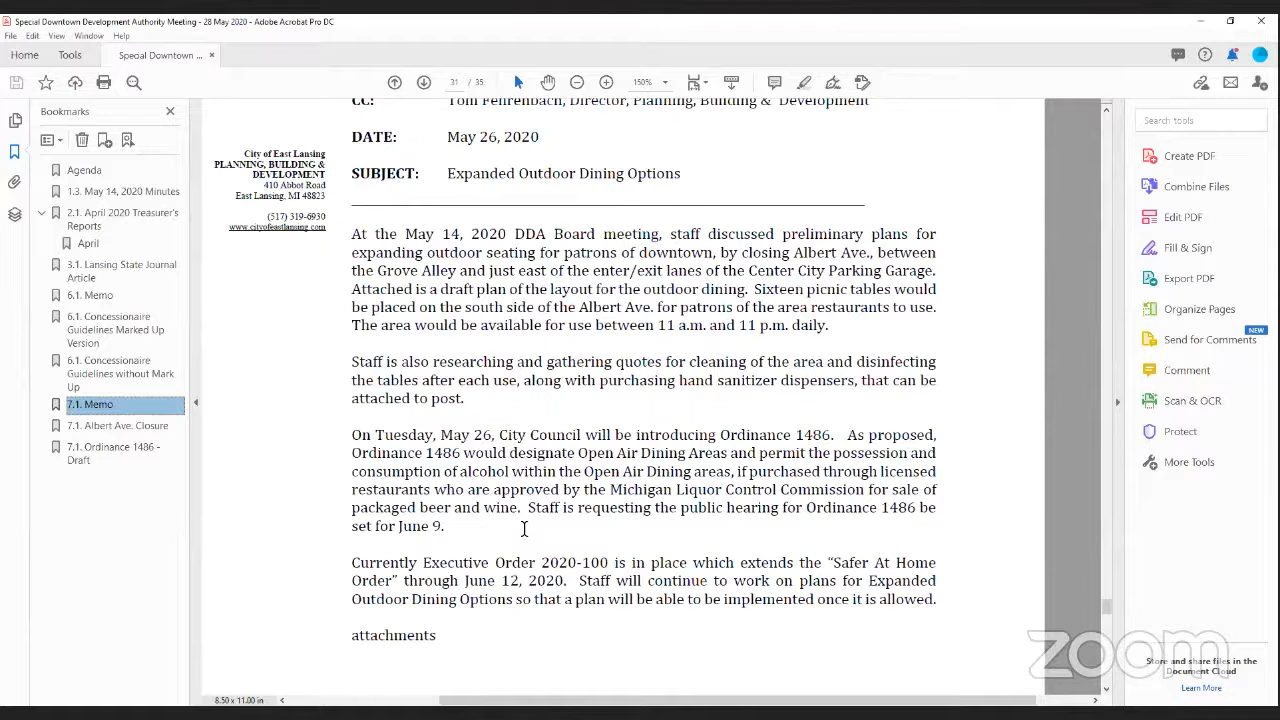 Special Downtown Development Authority Meeting - 28 May 2020 - Adobe Acrobat Pro DC
File Edit View Window Help
Home Tools Special Downtown ... ×
31 / 35 150%
Bookmarks
Agenda
1.3. May 14, 2020 Minutes
2.1. April 2020 Treasurer's
Reports
April
3.1. Lansing State Journal
Article
6.1. Memo
6.1. Concessionaire
Guidelines Marked Up
Version
6.1. Concessionaire
Guidelines without Mark
Up
7.1. Memo
7.1. Albert Ave. Closure
7.1. Ordinance 1486 -
Draft
City of East Lansing
PLANNING, BUILDING &
DEVELOPMENT
410 Abbot Road
East Lansing, MI 48823
(517) 319-6930
www.cityofeastlansing.com
CC: Tom Fehrenbach, Director, Planning, Building & Development
DATE: May 26, 2020
SUBJECT: Expanded Outdoor Dining Options
At the May 14, 2020 DDA Board meeting, staff discussed preliminary plans for
expanding outdoor seating for patrons of downtown, by closing Albert Ave., between
the Grove Alley and just east of the enter/exit lanes of the Center City Parking Garage.
Attached is a draft plan of the layout for the outdoor dining. Sixteen picnic tables would
be placed on the south side of the Albert Ave. for patrons of the area restaurants to use.
The area would be available for use between 11 a.m. and 11 p.m. daily.
Staff is also researching and gathering quotes for cleaning of the area and disinfecting
the tables after each use, along with purchasing hand sanitizer dispensers, that can be
attached to post.
On Tuesday, May 26, City Council will be introducing Ordinance 1486. As proposed,
Ordinance 1486 would designate Open Air Dining Areas and permit the possession and
consumption of alcohol within the Open Air Dining areas, if purchased through licensed
restaurants who are approved by the Michigan Liquor Control Commission for sale of
packaged beer and wine. Staff is requesting the public hearing for Ordinance 1486 be
set for June 9.
Currently Executive Order 2020-100 is in place which extends the “Safer At Home
Order” through June 12, 2020. Staff will continue to work on plans for Expanded
Outdoor Dining Options so that a plan will be able to be implemented once it is allowed.
attachments
8.50 x 11.00 in
Search tools
Create PDF
Combine Files
Edit PDF
Fill & Sign
Export PDF
Organize Pages
NEW
Send for Comments
Comment
Scan & OCR
Protect
More Tools
Store and share files in the
Document Cloud
Learn More
zoom